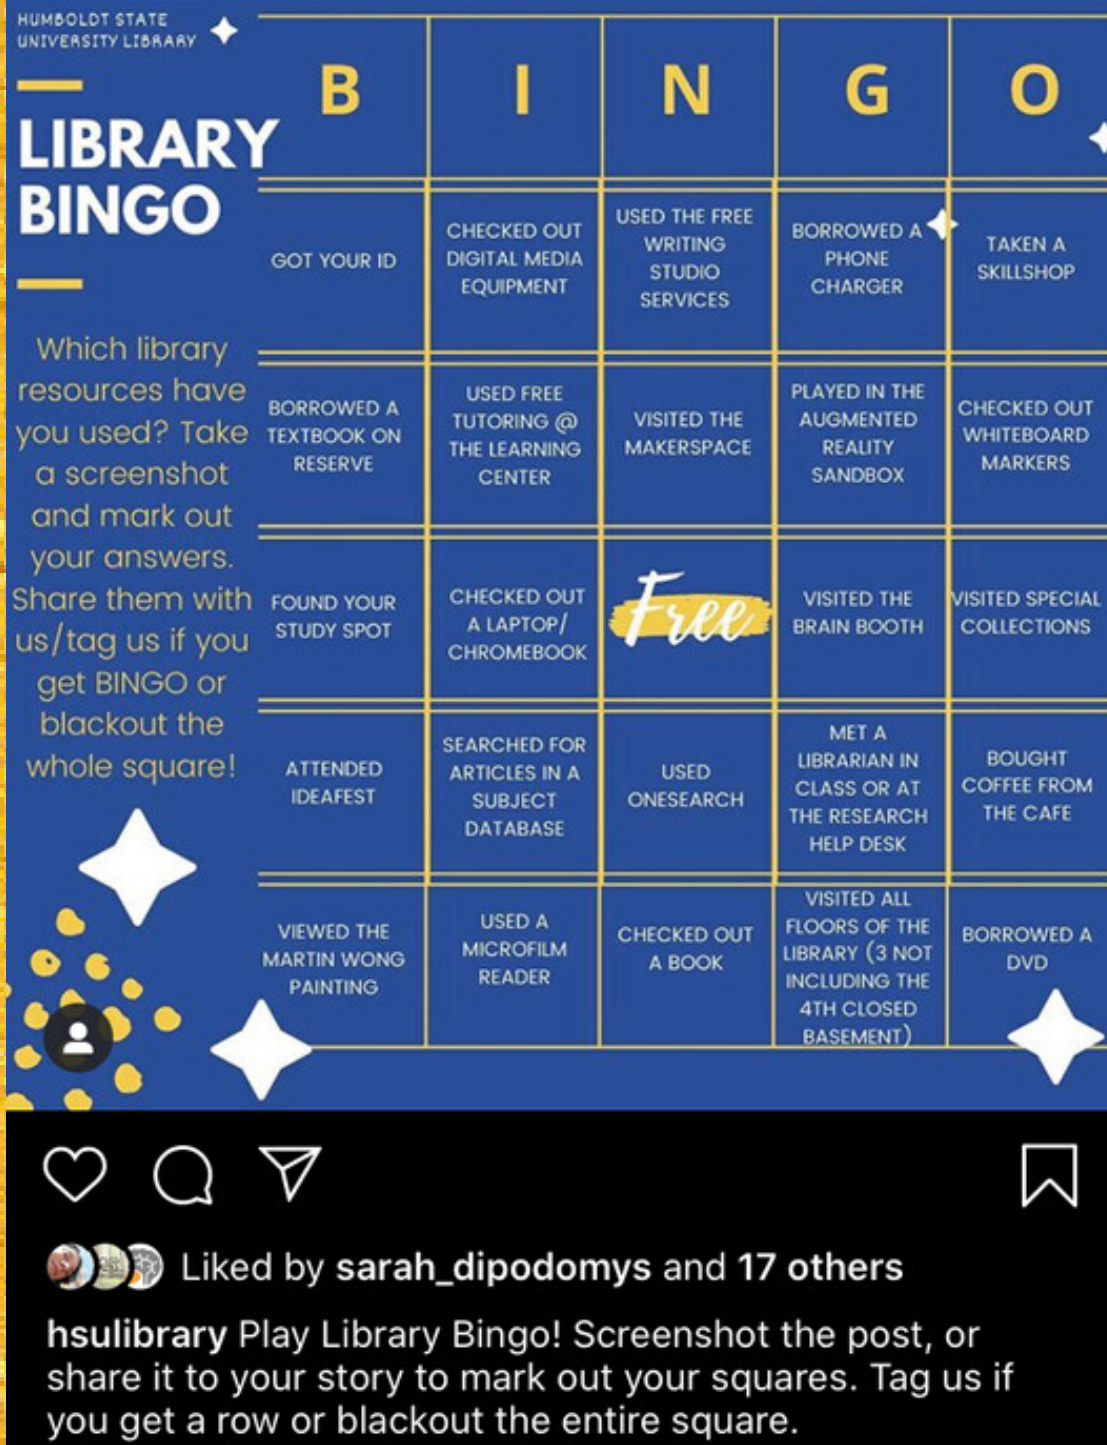 HUMBOLDT STATE
UNIVERSITY LIBRARY
LIBRARY
BINGO
Which library
resources have
you used? Take
a screenshot
and mark out
your answers.
Share them with
us/tag us if you
get BINGO or
blackout the
whole square!
B I N G O
GOT YOUR ID
CHECKED OUT
DIGITAL MEDIA
EQUIPMENT
USED THE FREE
WRITING
STUDIO
SERVICES
BORROWED A
PHONE
CHARGER
TAKEN A
SKILLSHOP
BORROWED A
TEXTBOOK ON
RESERVE
USED FREE
TUTORING @
THE LEARNING
CENTER
VISITED THE
MAKERSPACE
PLAYED IN THE
AUGMENTED
REALITY
SANDBOX
CHECKED OUT
WHITEBOARD
MARKERS
FOUND YOUR
STUDY SPOT
CHECKED OUT
A LAPTOP/
CHROMEBOOK
Free
VISITED THE
BRAIN BOOTH
VISITED SPECIAL
COLLECTIONS
ATTENDED
IDEAFEST
SEARCHED FOR
ARTICLES IN A
SUBJECT
DATABASE
USED
ONESEARCH
MET A
LIBRARIAN IN
CLASS OR AT
THE RESEARCH
HELP DESK
BOUGHT
COFFEE FROM
THE CAFE
VIEWED THE
MARTIN WONG
PAINTING
USED A
MICROFILM
READER
CHECKED OUT
A BOOK
VISITED ALL
FLOORS OF THE
LIBRARY (3 NOT
INCLUDING THE
4TH CLOSED
BASEMENT)
BORROWED A
DVD
Liked by sarah_dipodomys and 17 others
hsulibrary Play Library Bingo! Screenshot the post, or
share it to your story to mark out your squares. Tag us if
you get a row or blackout the entire square.